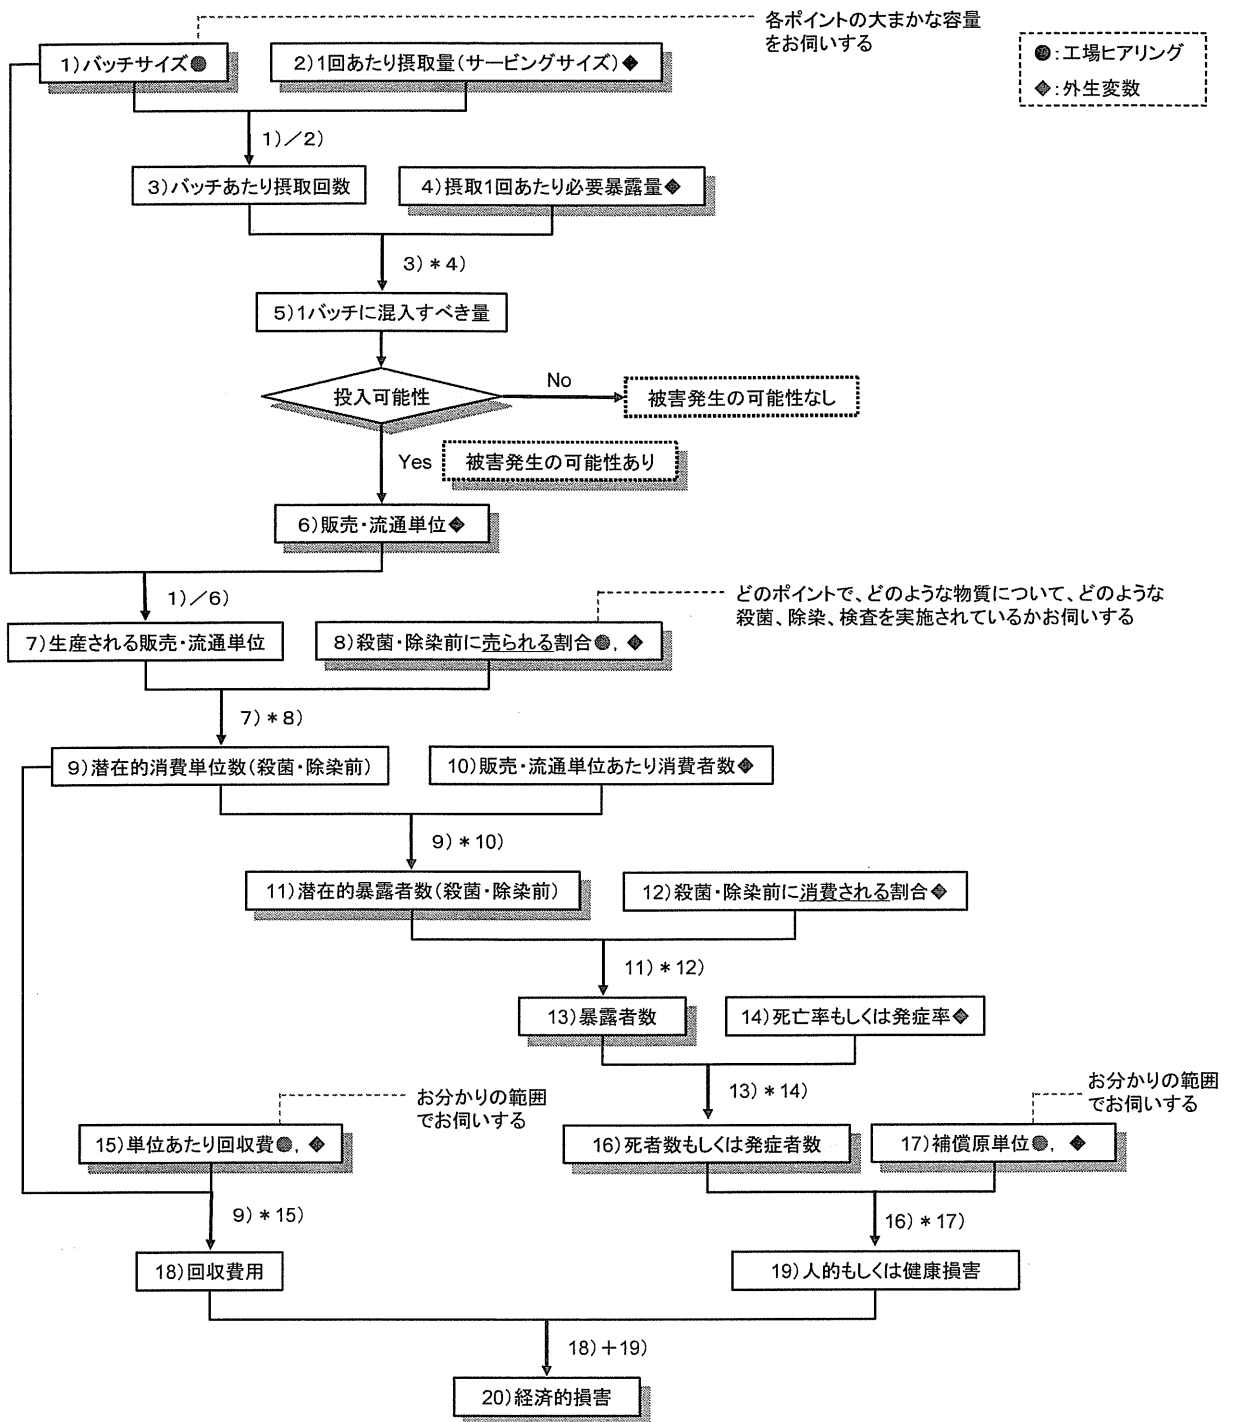 各ポイントの大まかな容量
をお伺いする
●:工場ヒアリング
◆:外生変数
1)バッチサイズ●
2)1回あたり摂取量(サービングサイズ)◆
1)／2)
3)バッチあたり摂取回数
4)摂取1回あたり必要暴露量◆
3)＊4)
5)1バッチに混入すべき量
投入可能性
No
被害発生の可能性なし
Yes
被害発生の可能性あり
6)販売・流通単位◆
1)／6)
どのポイントで、どのような物質について、どのような
殺菌、除染、検査を実施されているかお伺いする
7)生産される販売・流通単位
8)殺菌・除染前に売られる割合●, ◆
7)＊8)
9)潜在的消費単位数(殺菌・除染前)
10)販売・流通単位あたり消費者数◆
9)＊10)
11)潜在的暴露者数(殺菌・除染前)
12)殺菌・除染前に消費される割合◆
11)＊12)
13)暴露者数
14)死亡率もしくは発症率◆
13)＊14)
お分かりの範囲
でお伺いする
お分かりの範囲
でお伺いする
15)単位あたり回収費●, ◆
16)死者数もしくは発症者数
17)補償原単位●, ◆
9)＊15)
16)＊17)
18)回収費用
19)人的もしくは健康損害
18)＋19)
20)経済的損害